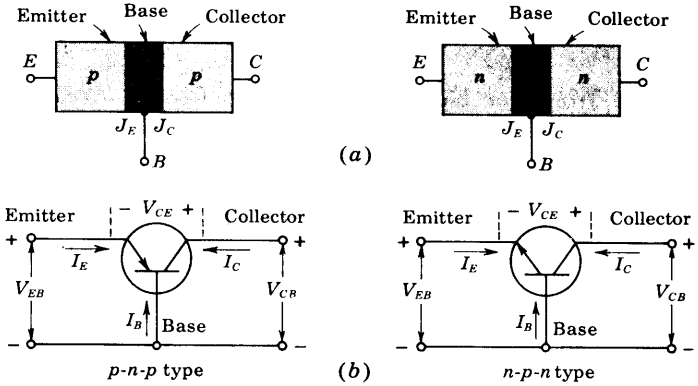 Emitter Base Collector
E p p C
J_E J_C
B
Emitter Base Collector
E n n C
J_E J_C
B
(a)
Emitter - V_CE + Collector
+ I_E I_C +
V_EB V_CB
I_B Base
- -
p-n-p type
Emitter - V_CE + Collector
+ I_E I_C +
V_EB V_CB
I_B Base
- -
n-p-n type
(b)